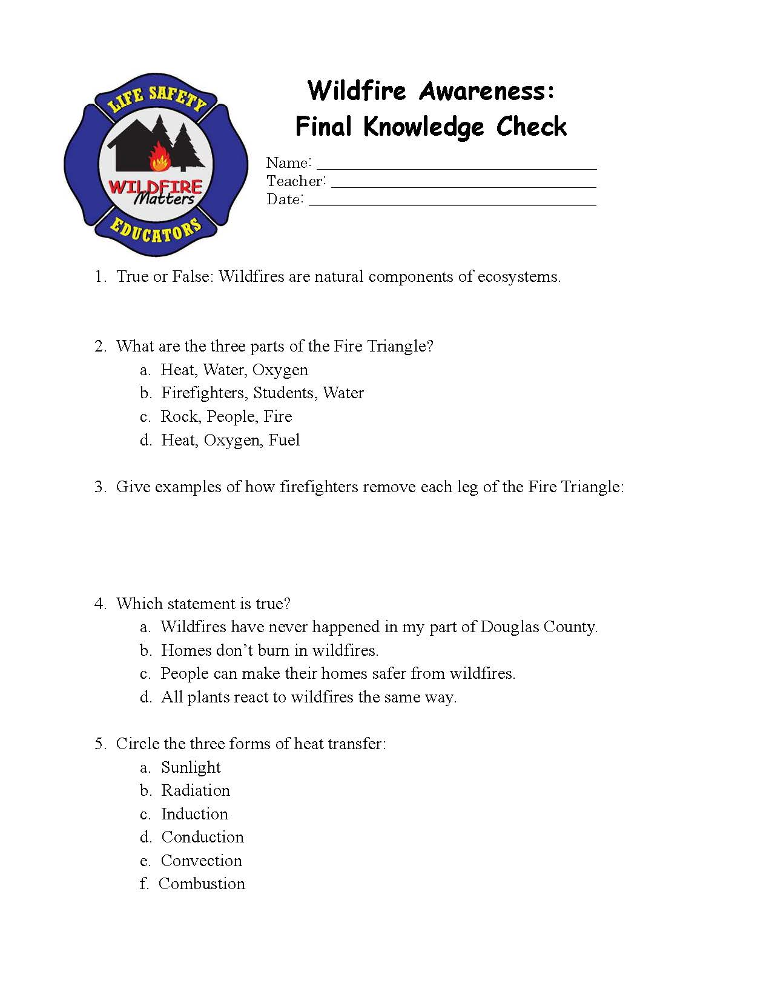 LIFE SAFETY
WILDFIRE
Matters
EDUCATORS
Wildfire Awareness:
Final Knowledge Check
Name: ___________________________________
Teacher: _________________________________
Date: ____________________________________
1. True or False: Wildfires are natural components of ecosystems.
2. What are the three parts of the Fire Triangle?
a. Heat, Water, Oxygen
b. Firefighters, Students, Water
c. Rock, People, Fire
d. Heat, Oxygen, Fuel
3. Give examples of how firefighters remove each leg of the Fire Triangle:
4. Which statement is true?
a. Wildfires have never happened in my part of Douglas County.
b. Homes don’t burn in wildfires.
c. People can make their homes safer from wildfires.
d. All plants react to wildfires the same way.
5. Circle the three forms of heat transfer:
a. Sunlight
b. Radiation
c. Induction
d. Conduction
e. Convection
f. Combustion